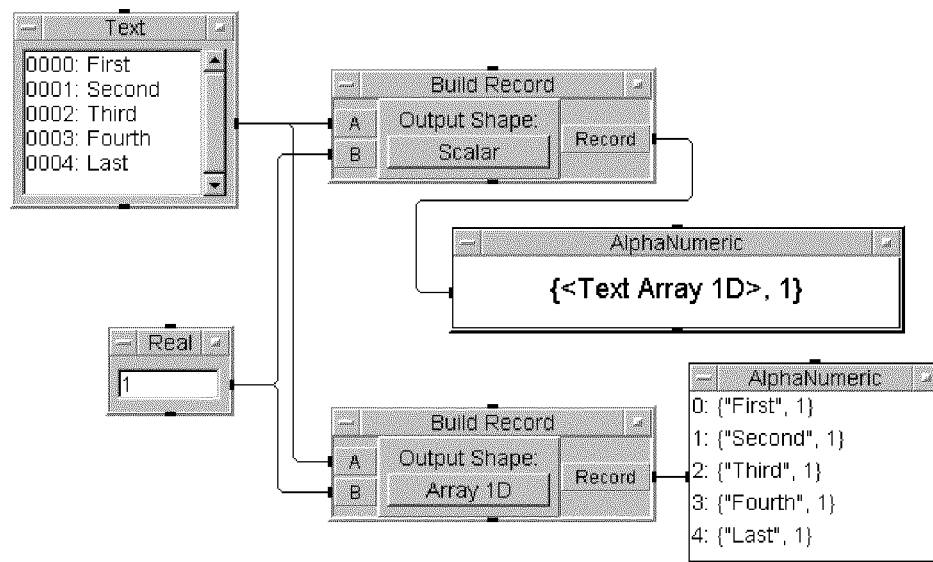 Text
0000: First
0001: Second
0002: Third
0003: Fourth
0004: Last
Build Record
A
B
Output Shape:
Scalar
Record
AlphaNumeric
{<Text Array 1D>, 1}
Real
1
Build Record
A
B
Output Shape:
Array 1D
Record
AlphaNumeric
0: {"First", 1}
1: {"Second", 1}
2: {"Third", 1}
3: {"Fourth", 1}
4: {"Last", 1}